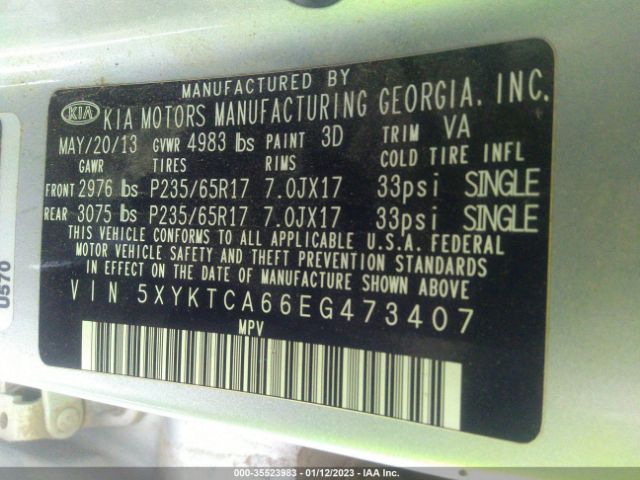 MANUFACTURED BY
KIA KIA MOTORS MANUFACTURING GEORGIA, INC.
MAY/20/13 GVWR 4983 lbs PAINT 3D TRIM VA
GAWR TIRES RIMS COLD TIRE INFL
FRONT 2976 lbs P235/65R17 7.0JX17 33psi SINGLE
REAR 3075 lbs P235/65R17 7.0JX17 33psi SINGLE
THIS VEHICLE CONFORMS TO ALL APPLICABLE U.S.A. FEDERAL
MOTOR VEHICLE SAFETY AND THEFT PREVENTION STANDARDS
IN EFFECT ON THE DATE OF MANUFACTURE SHOWN ABOVE.
VIN 5XYKTCA66EG473407
MPV
0570
000-35523983 - 01/12/2023 - IAA Inc.